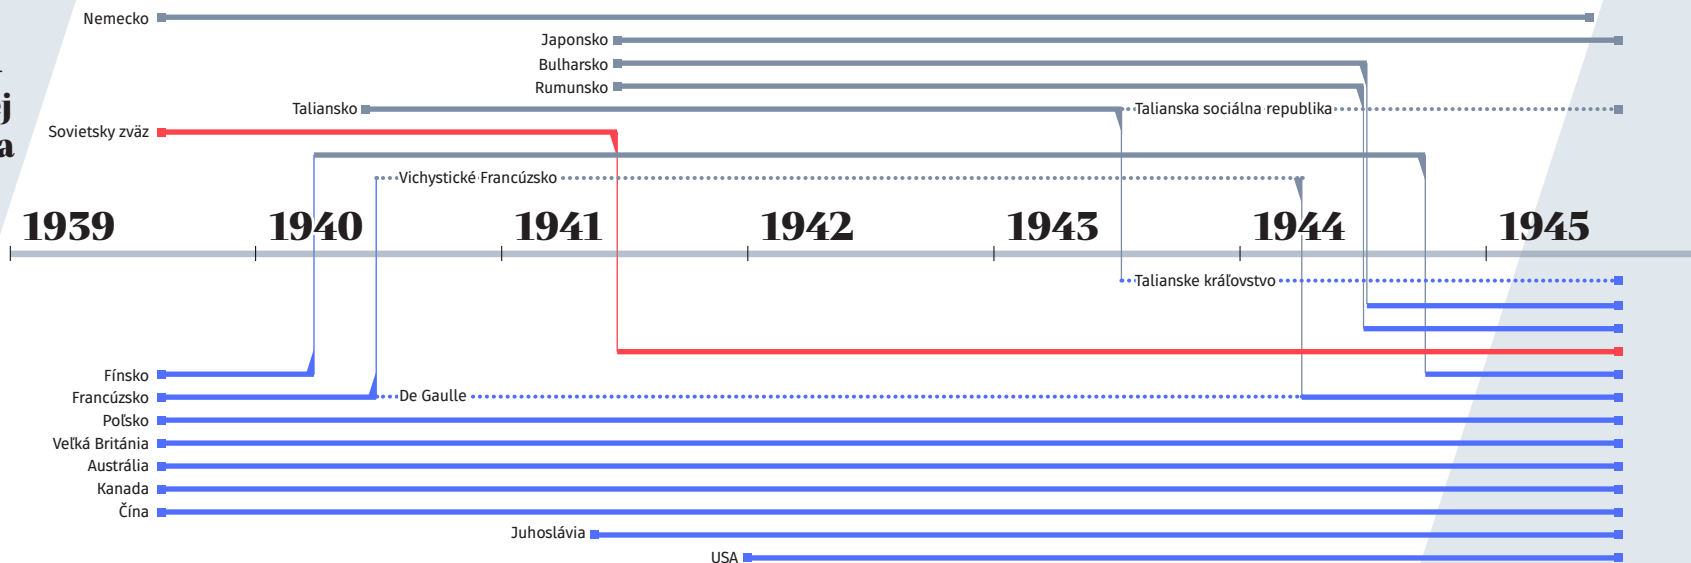 Nemecko
Japonsko
Bulharsko
Rumunsko
Taliansko
Talianska sociálna republika
ej
Sovietsky zväz
a
Vichystické Francúzsko
1939 1940 1941 1942 1943 1944 1945
Talianske kráľovstvo
Fínsko
Francúzsko
De Gaulle
Poľsko
Veľká Británia
Austrália
Kanada
Čína
Juhoslávia
USA